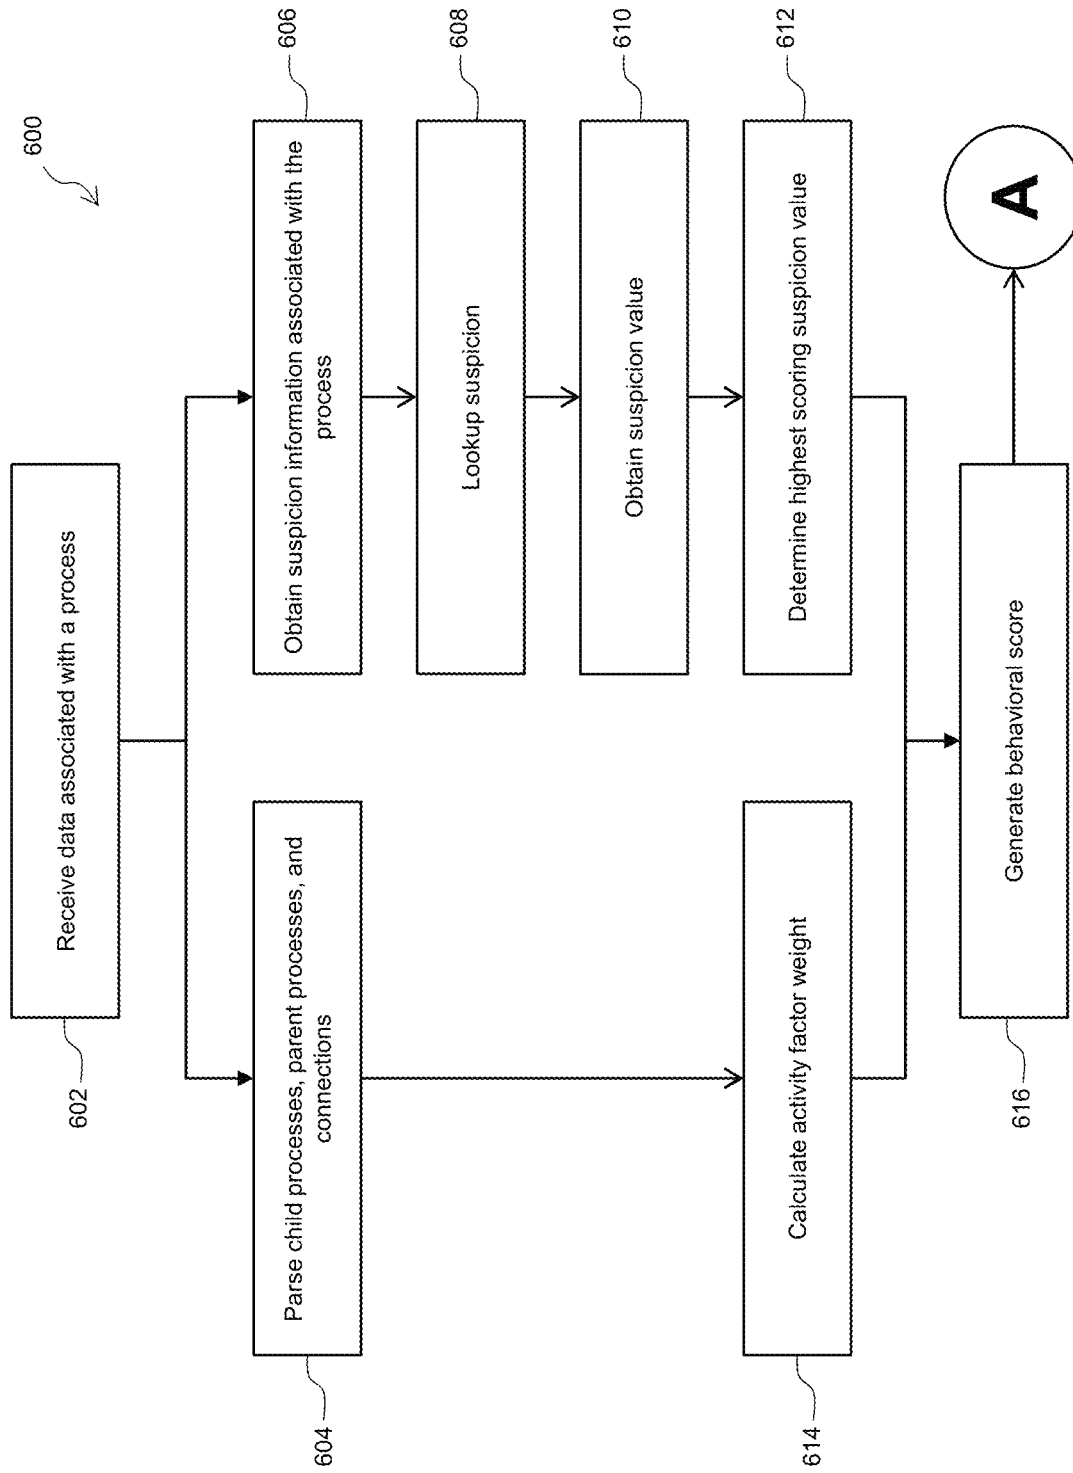 600
Receive data associated with a process
602
Parse child processes, parent processes, and
connections
604
Obtain suspicion information associated with the
process
606
Lookup suspicion
608
Obtain suspicion value
610
Determine highest scoring suspicion value
612
Calculate activity factor weight
614
Generate behavioral score
616
A